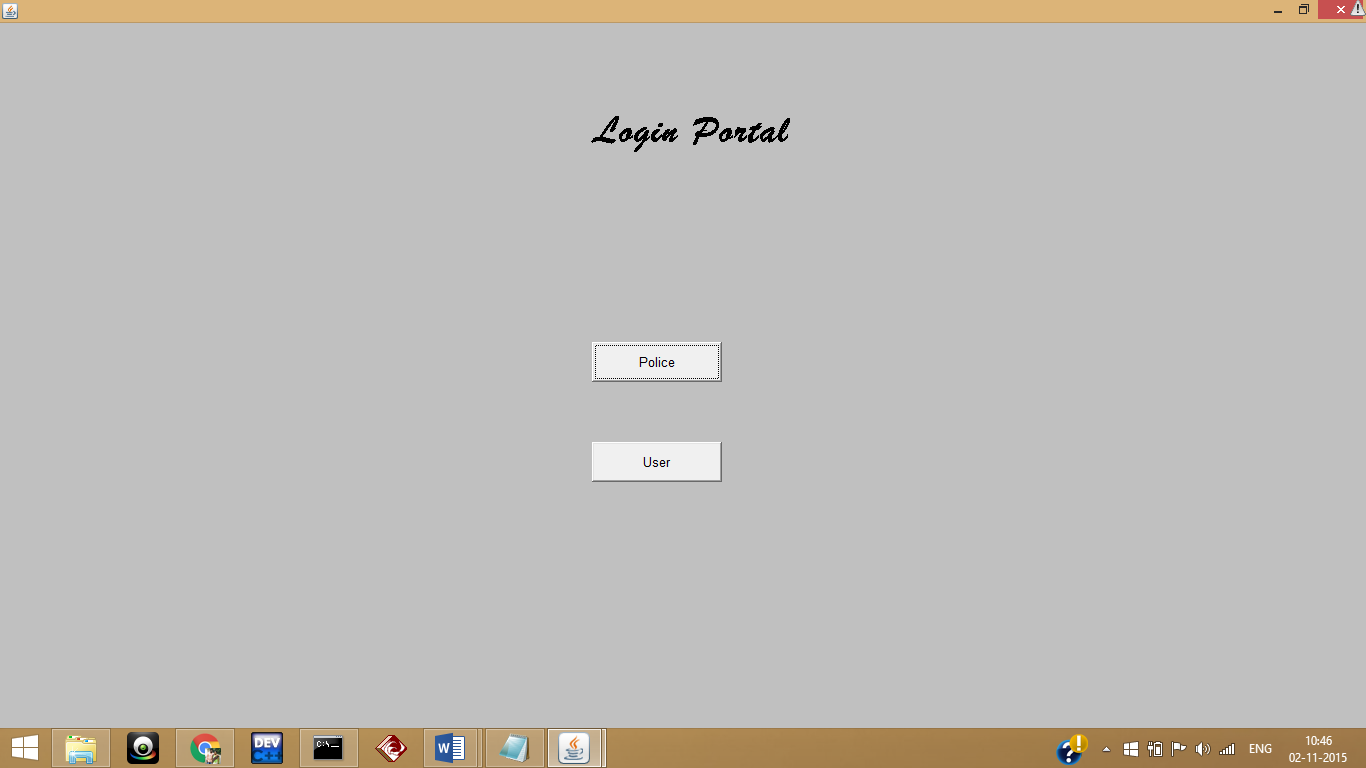 Login Portal
Police
User
DEV
C++
C:\_
W
ENG
10:46
02-11-2015